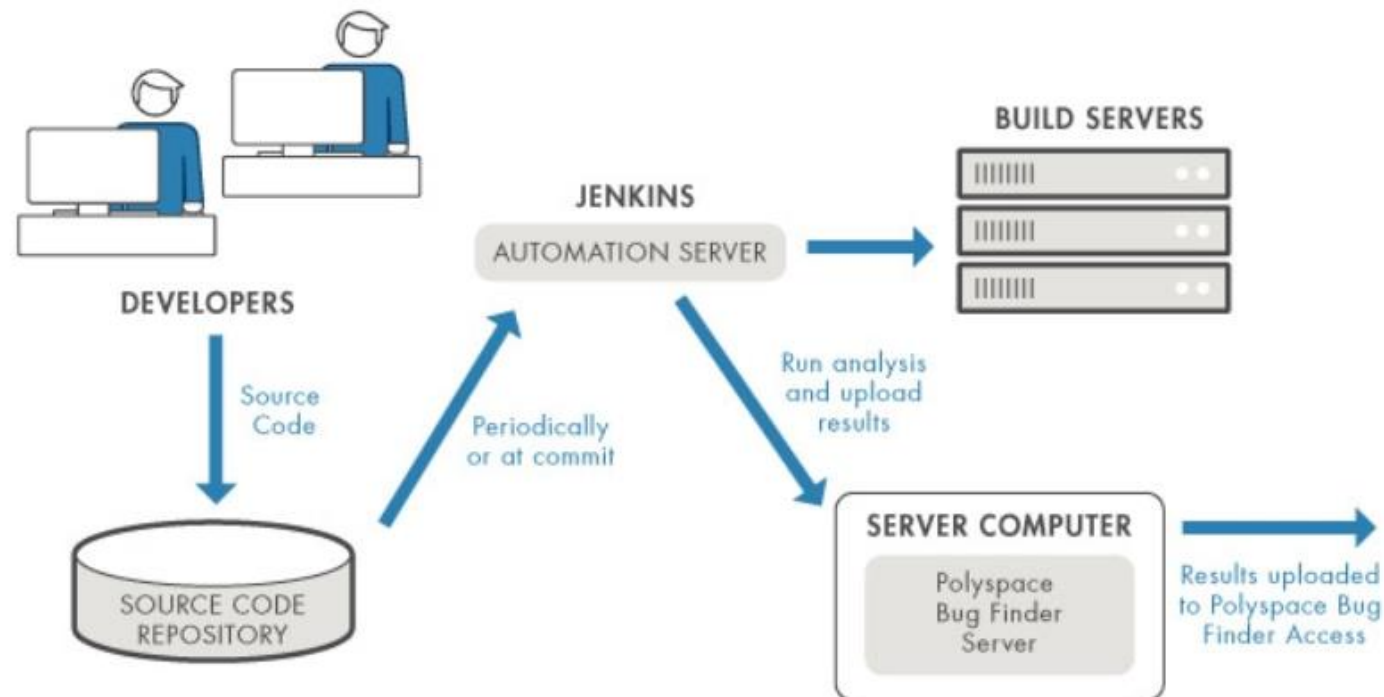 BUILD SERVERS
JENKINS
AUTOMATION SERVER
DEVELOPERS
Source
Code
Periodically
or at commit
Run analysis
and upload
results
SOURCE CODE
REPOSITORY
SERVER COMPUTER
Polyspace
Bug Finder
Server
Results uploaded
to Polyspace Bug
Finder Access